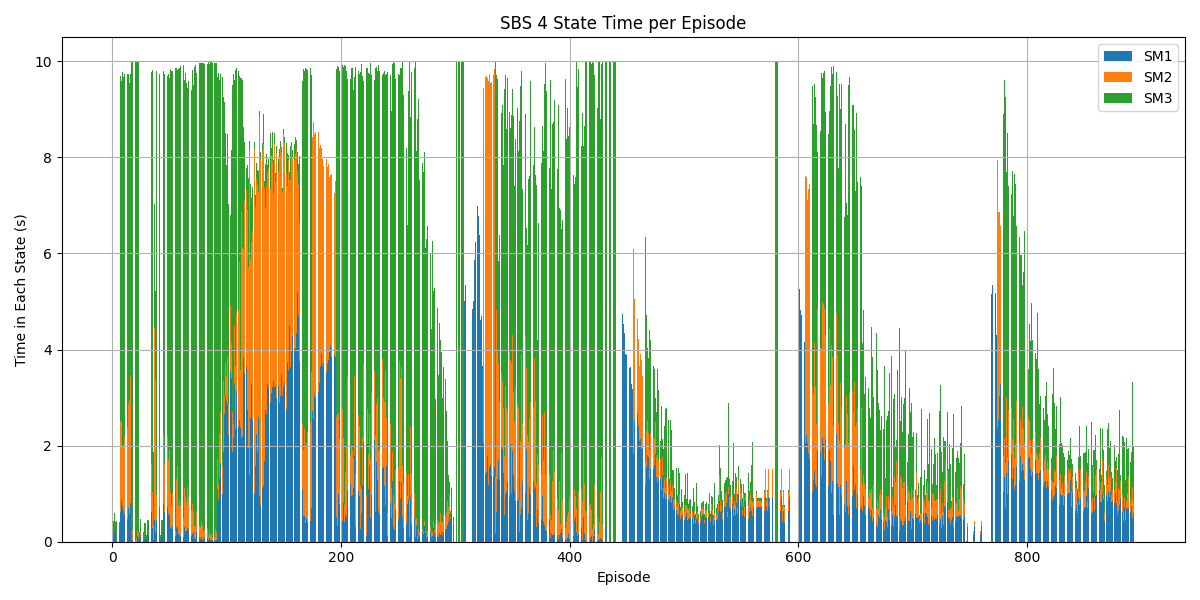 SBS 4 State Time per Episode
SM1
SM2
SM3
Time in Each State (s)
10
8
6
4
2
0
0 200 400 600 800
Episode